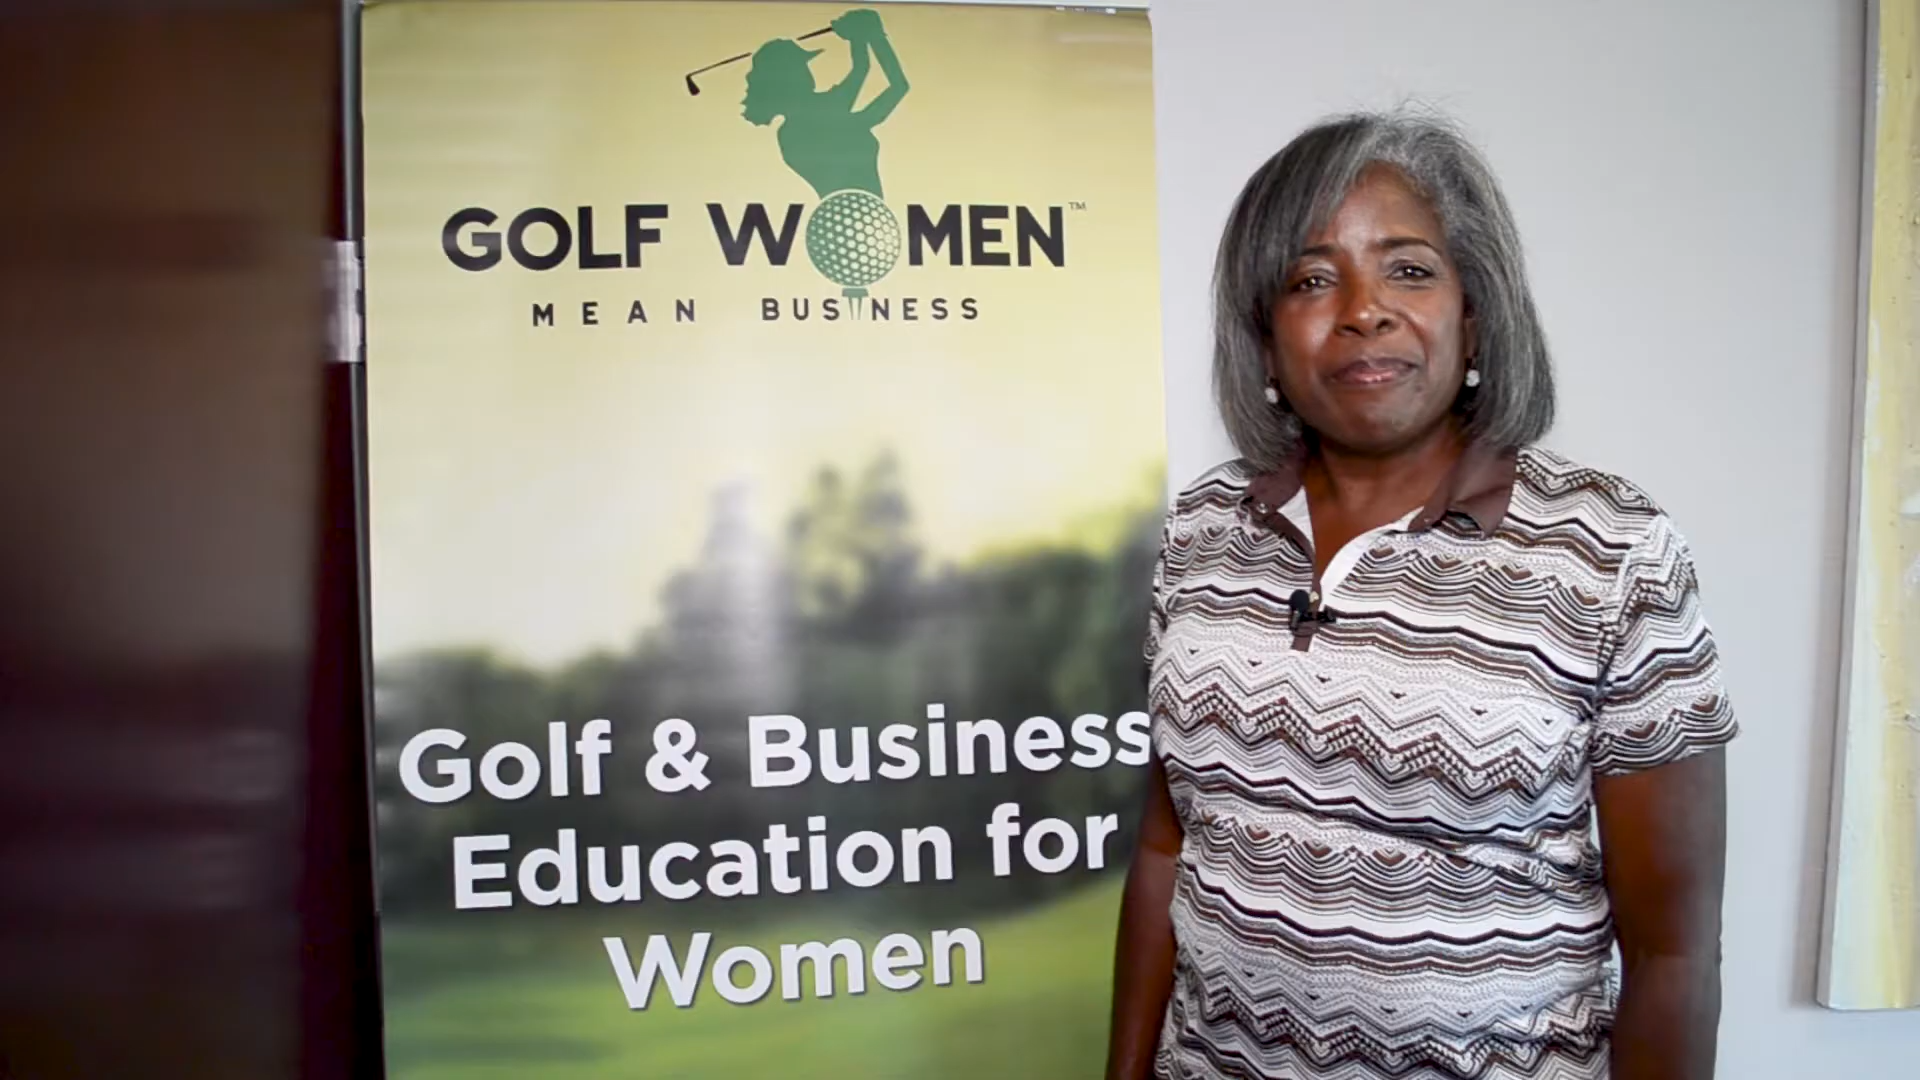 GOLF WOMEN™
MEAN BUSINESS
Golf & Business
Education for
Women